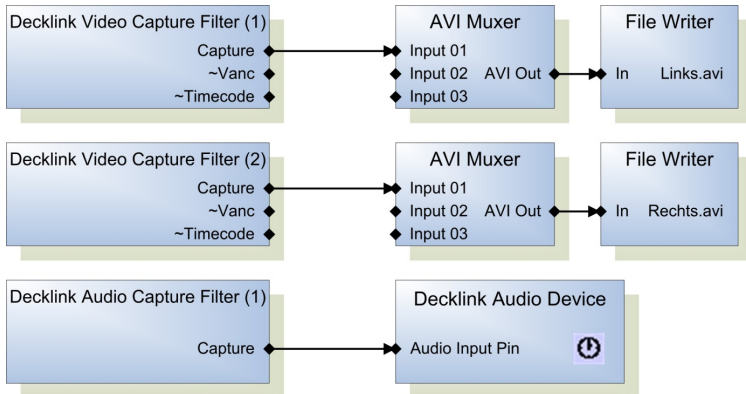 Decklink Video Capture Filter (1)
Capture
~Vanc
~Timecode
AVI Muxer
Input 01
Input 02 AVI Out
Input 03
File Writer
In Links.avi
Decklink Video Capture Filter (2)
Capture
~Vanc
~Timecode
AVI Muxer
Input 01
Input 02 AVI Out
Input 03
File Writer
In Rechts.avi
Decklink Audio Capture Filter (1)
Capture
Decklink Audio Device
Audio Input Pin